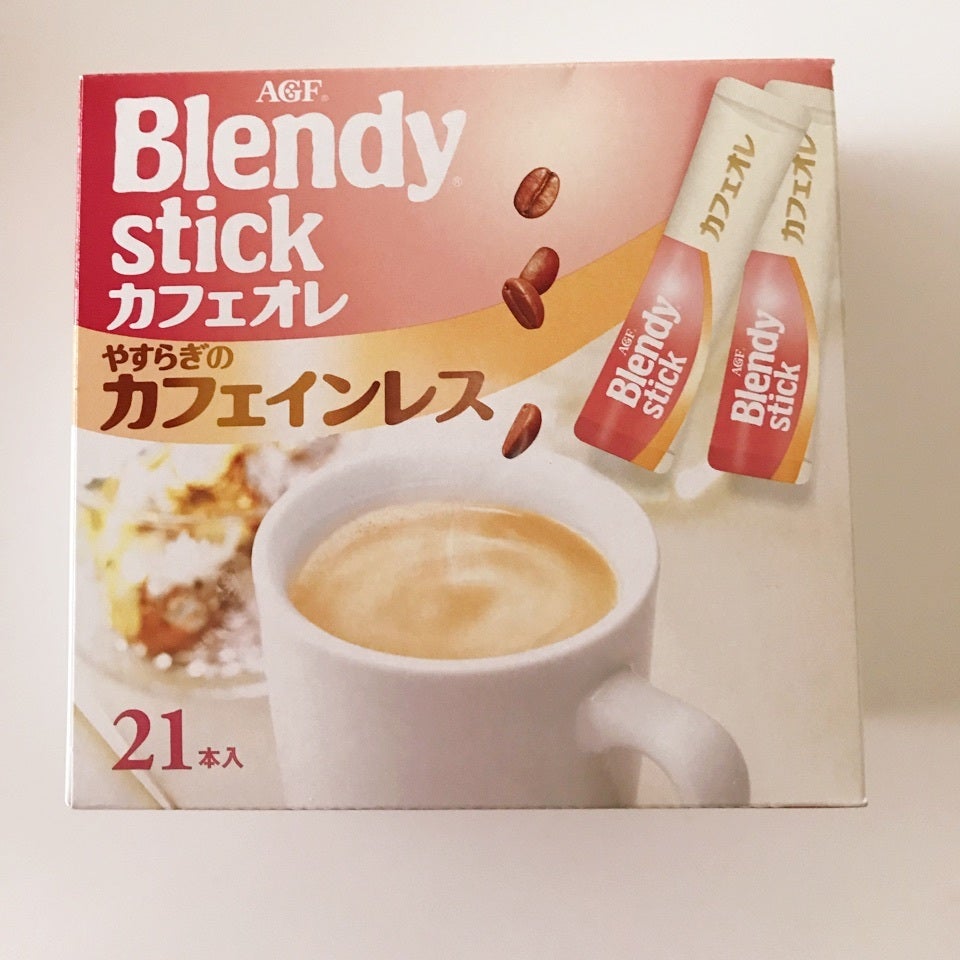 AGF®
Blendy®
stick
カフェオレ
やすらぎの
カフェインレス
カフェオレ
AGF
Blendy
stick
カフェオレ
AGF
Blendy
stick
21本入